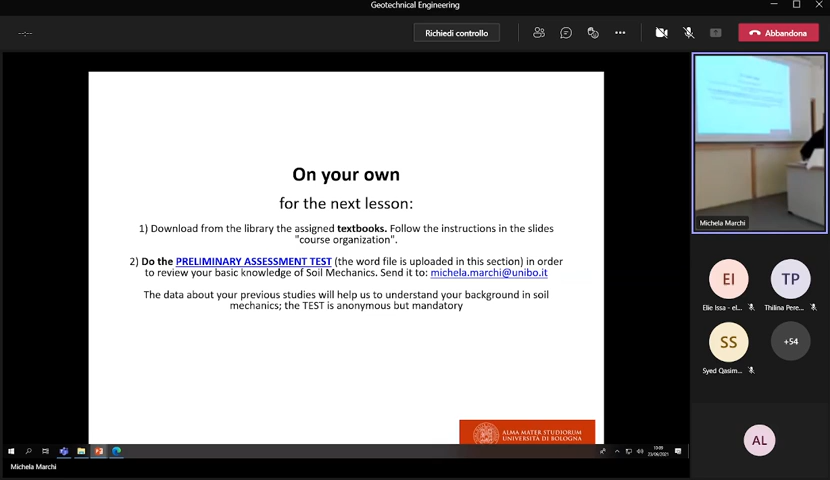 Geotechnical Engineering
--:--
Richiedi controllo
Abbandona
On your own
for the next lesson:
1) Download from the library the assigned textbooks. Follow the instructions in the slides
"course organization".
2) Do the PRELIMINARY ASSESSMENT TEST (the word file is uploaded in this section) in order
to review your basic knowledge of Soil Mechanics. Send it to: michela.marchi@unibo.it
The data about your previous studies will help us to understand your background in soil
mechanics; the TEST is anonymous but mandatory
ALMA MATER STUDIORUM
UNIVERSITÀ DI BOLOGNA
23/09/2021
Michela Marchi
Michela Marchi
EI
TP
Elie Issa - el...
Thilina Pere...
SS
+54
Syed Qasim...
AL